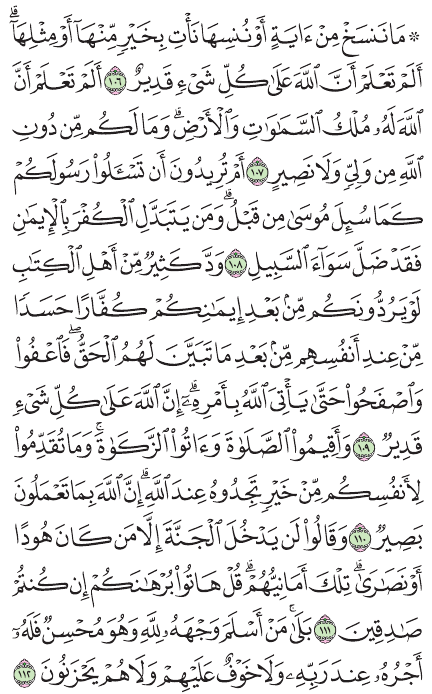 ۞ مَا نَنسَخْ مِنْ ءَايَةٍ أَوْ نُنسِهَا نَأْتِ بِخَيْرٍ مِّنْهَآ أَوْ مِثْلِهَآ ۗ
أَلَمْ تَعْلَمْ أَنَّ ٱللَّهَ عَلَىٰ كُلِّ شَىْءٍ قَدِيرٌ ١٠٦ أَلَمْ تَعْلَمْ أَنَّ
ٱللَّهَ لَهُۥ مُلْكُ ٱلسَّمَٰوَٰتِ وَٱلْأَرْضِ ۗ وَمَا لَكُم مِّن دُونِ
ٱللَّهِ مِن وَلِىٍّ وَلَا نَصِيرٍ ١٠٧ أَمْ تُرِيدُونَ أَن تَسْـَٔلُوا۟ رَسُولَكُمْ
كَمَا سُئِلَ مُوسَىٰ مِن قَبْلُ ۗ وَمَن يَتَبَدَّلِ ٱلْكُفْرَ بِٱلْإِيمَٰنِ
فَقَدْ ضَلَّ سَوَآءَ ٱلسَّبِيلِ ١٠٨ وَدَّ كَثِيرٌ مِّنْ أَهْلِ ٱلْكِتَٰبِ
لَوْ يَرُدُّونَكُم مِّنۢ بَعْدِ إِيمَٰنِكُمْ كُفَّارًا حَسَدًا
مِّنْ عِندِ أَنفُسِهِم مِّنۢ بَعْدِ مَا تَبَيَّنَ لَهُمُ ٱلْحَقُّ ۖ فَٱعْفُوا۟
وَٱصْفَحُوا۟ حَتَّىٰ يَأْتِىَ ٱللَّهُ بِأَمْرِهِۦٓ ۗ إِنَّ ٱللَّهَ عَلَىٰ كُلِّ شَىْءٍ
قَدِيرٌ ١٠٩ وَأَقِيمُوا۟ ٱلصَّلَوٰةَ وَءَاتُوا۟ ٱلزَّكَوٰةَ ۚ وَمَا تُقَدِّمُوا۟
لِأَنفُسِكُم مِّنْ خَيْرٍ تَجِدُوهُ عِندَ ٱللَّهِ ۗ إِنَّ ٱللَّهَ بِمَا تَعْمَلُونَ
بَصِيرٌ ١١٠ وَقَالُوا۟ لَن يَدْخُلَ ٱلْجَنَّةَ إِلَّا مَن كَانَ هُودًا
أَوْ نَصَٰرَىٰ ۗ تِلْكَ أَمَانِيُّهُمْ ۗ قُلْ هَاتُوا۟ بُرْهَٰنَكُمْ إِن كُنتُمْ
صَٰدِقِينَ ١١١ بَلَىٰ مَنْ أَسْلَمَ وَجْهَهُۥ لِلَّهِ وَهُوَ مُحْسِنٌ فَلَهُۥٓ
أَجْرُهُۥ عِندَ رَبِّهِۦ وَلَا خَوْفٌ عَلَيْهِمْ وَلَا هُمْ يَحْزَنُونَ ١١٢